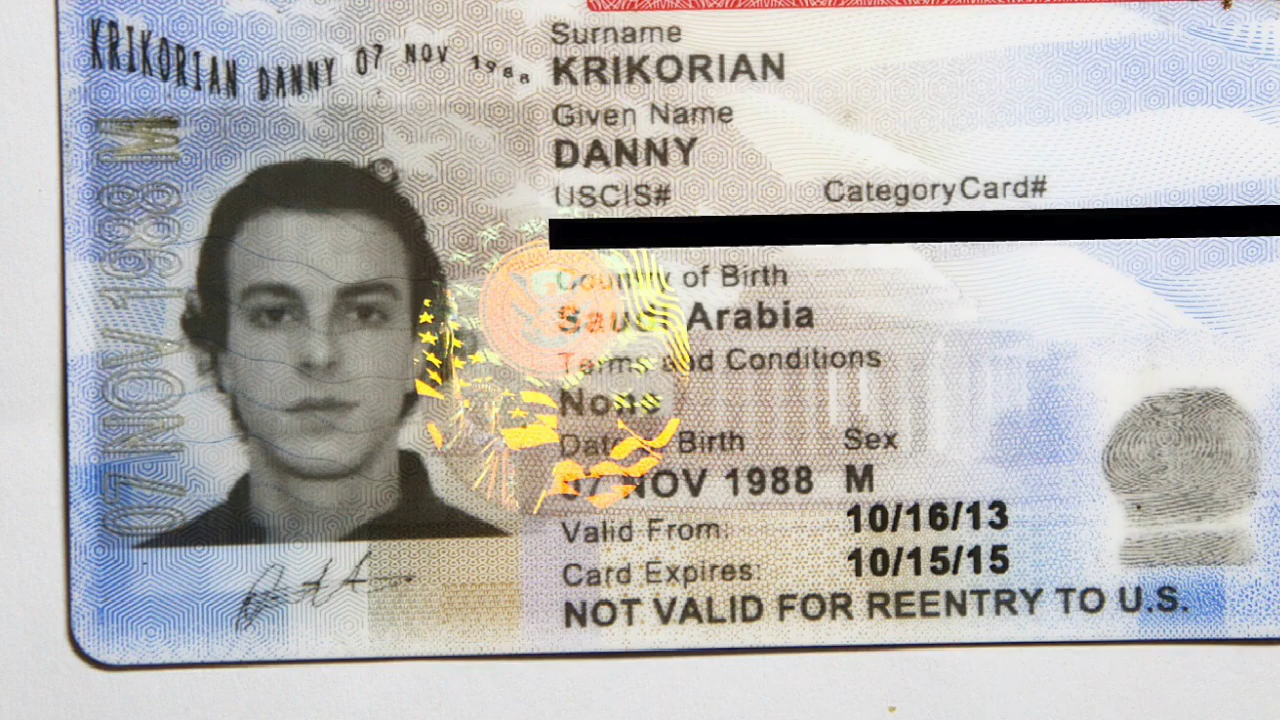 KRIKORIAN DANNY 07 NOV 1988
07 NOV 1988 M
Surname
KRIKORIAN
Given Name
DANNY
USCIS# Category Card#
Country of Birth
Saudi Arabia
Terms and Conditions
None
Date of Birth Sex
07 NOV 1988 M
Valid From: 10/16/13
Card Expires: 10/15/15
NOT VALID FOR REENTRY TO U.S.